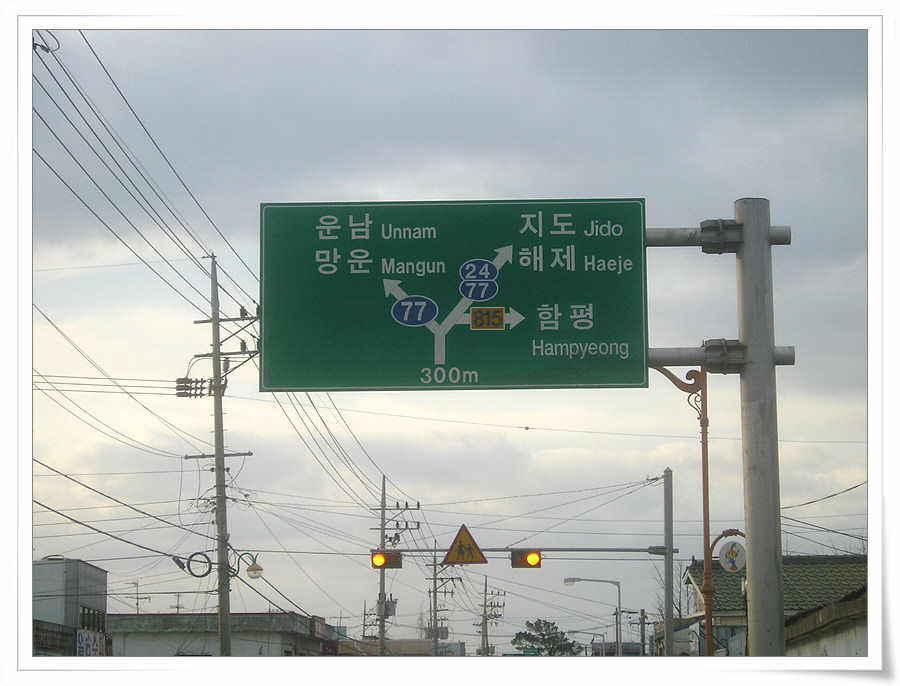 운남 Unnam
망운 Mangun
지도 Jido
해제 Haeje
24
77
77
815
함평
Hampyeong
300m